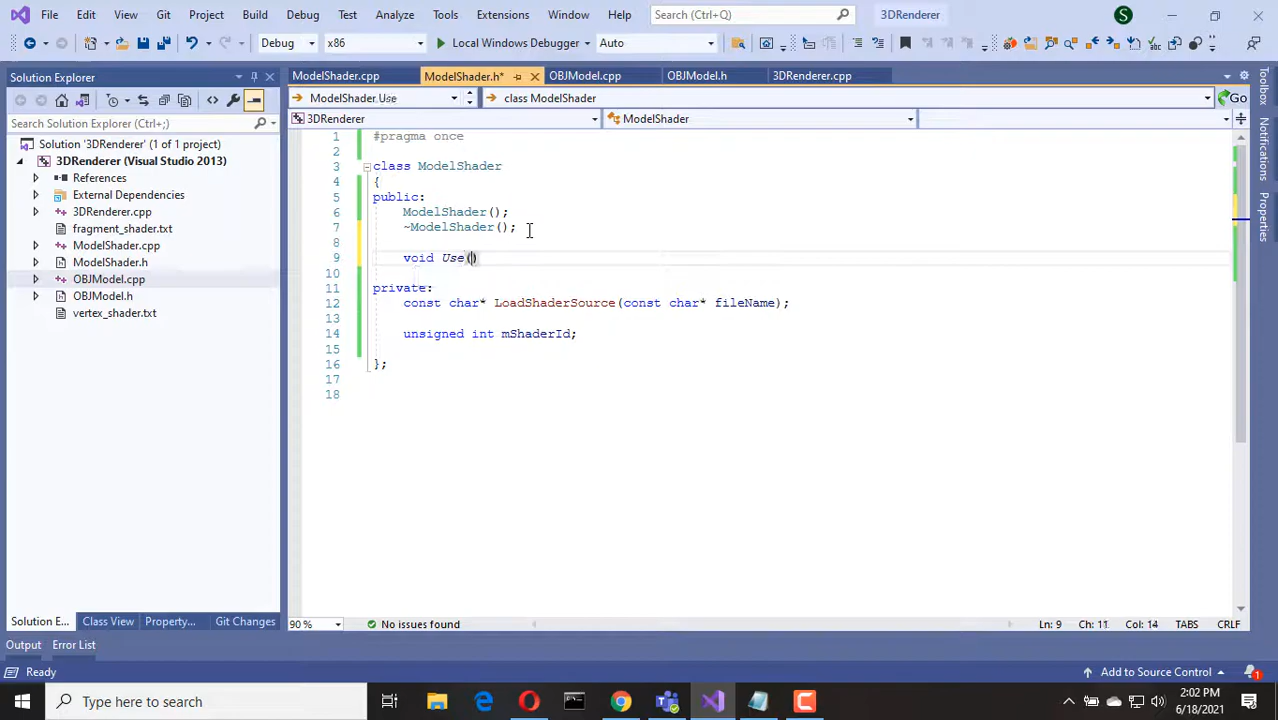 File Edit View Git Project Build Debug Test Analyze Tools Extensions Window Help Search (Ctrl+Q) 3DRenderer S
Debug x86 Local Windows Debugger Auto
Solution Explorer
ModelShader.cpp ModelShader.h* OBJModel.cpp OBJModel.h 3DRenderer.cpp
ModelShader.Use class ModelShader Go
Search Solution Explorer (Ctrl+;)
3DRenderer ModelShader
Solution '3DRenderer' (1 of 1 project)
3DRenderer (Visual Studio 2013)
References
External Dependencies
3DRenderer.cpp
fragment_shader.txt
ModelShader.cpp
ModelShader.h
OBJModel.cpp
OBJModel.h
vertex_shader.txt
1 #pragma once
2
3 class ModelShader
4 {
5 public:
6 ModelShader();
7 ~ModelShader();
8
9 void Use()
10
11 private:
12 const char* LoadShaderSource(const char* fileName);
13
14 unsigned int mShaderId;
15
16 };
17
18
Toolbox
Notifications
Properties
Solution E... Class View Property... Git Changes
90 % No issues found Ln: 9 Ch: 11 Col: 14 TABS CRLF
Output Error List
Ready Add to Source Control 1
Type here to search
2:02 PM
6/18/2021